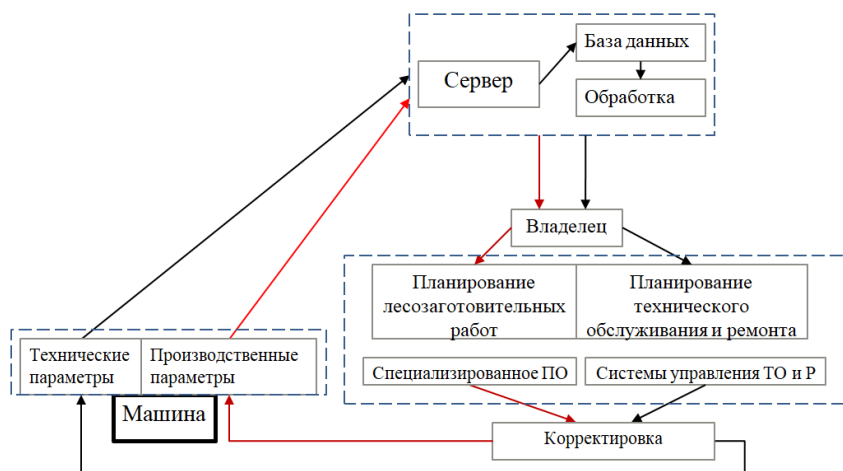 База данных
Сервер
Обработка
Владелец
Планирование
лесозаготовительных
работ
Планирование
технического
обслуживания и ремонта
Специализированное ПО
Системы управления ТО и Р
Технические
параметры
Производственные
параметры
Машина
Корректировка